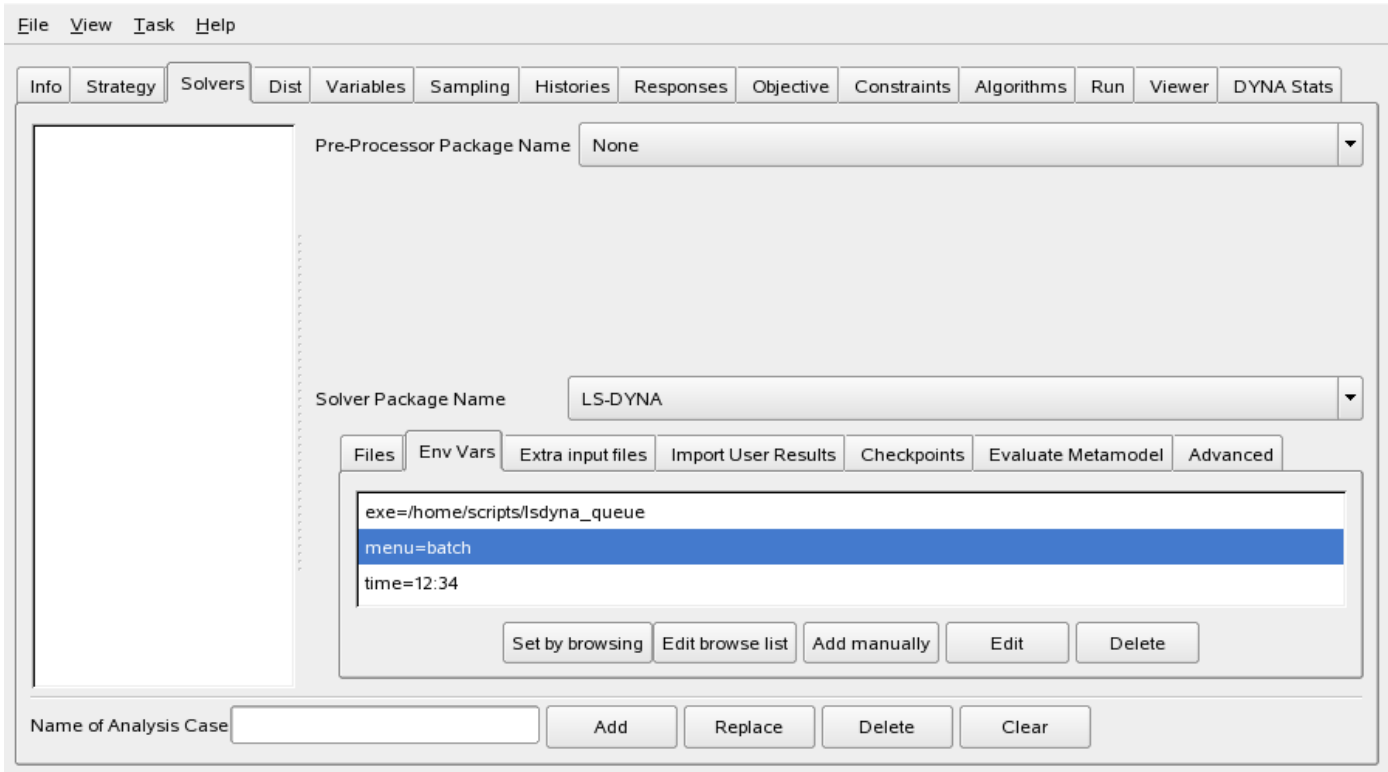 File View Task Help
Info Strategy Solvers Dist Variables Sampling Histories Responses Objective Constraints Algorithms Run Viewer DYNA Stats
Pre-Processor Package Name None
Solver Package Name LS-DYNA
Files Env Vars Extra input files Import User Results Checkpoints Evaluate Metamodel Advanced
exe=/home/scripts/lsdyna_queue
menu=batch
time=12:34
Set by browsing Edit browse list Add manually Edit Delete
Name of Analysis Case Add Replace Delete Clear